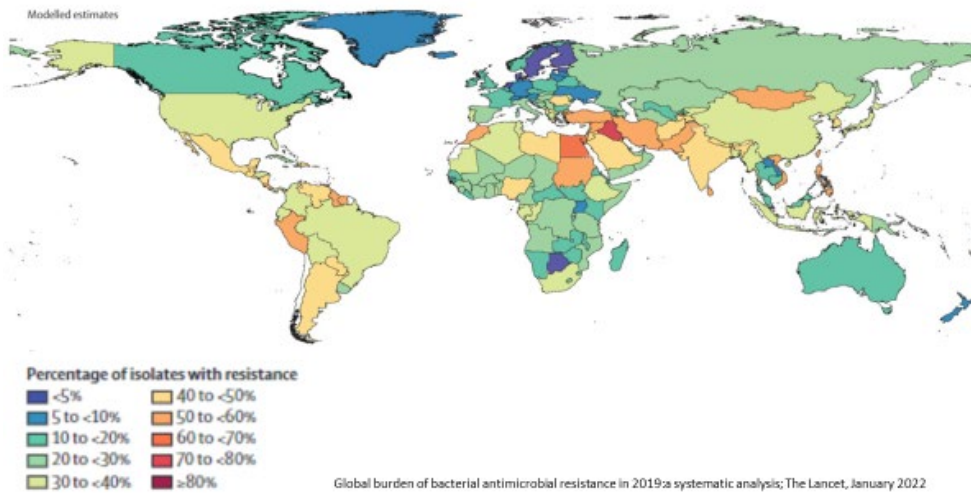 Modelled estimates
Percentage of isolates with resistance
<5%
5 to <10%
10 to <20%
20 to <30%
30 to <40%
40 to <50%
50 to <60%
60 to <70%
70 to <80%
≥80%
Global burden of bacterial antimicrobial resistance in 2019:a systematic analysis; The Lancet, January 2022